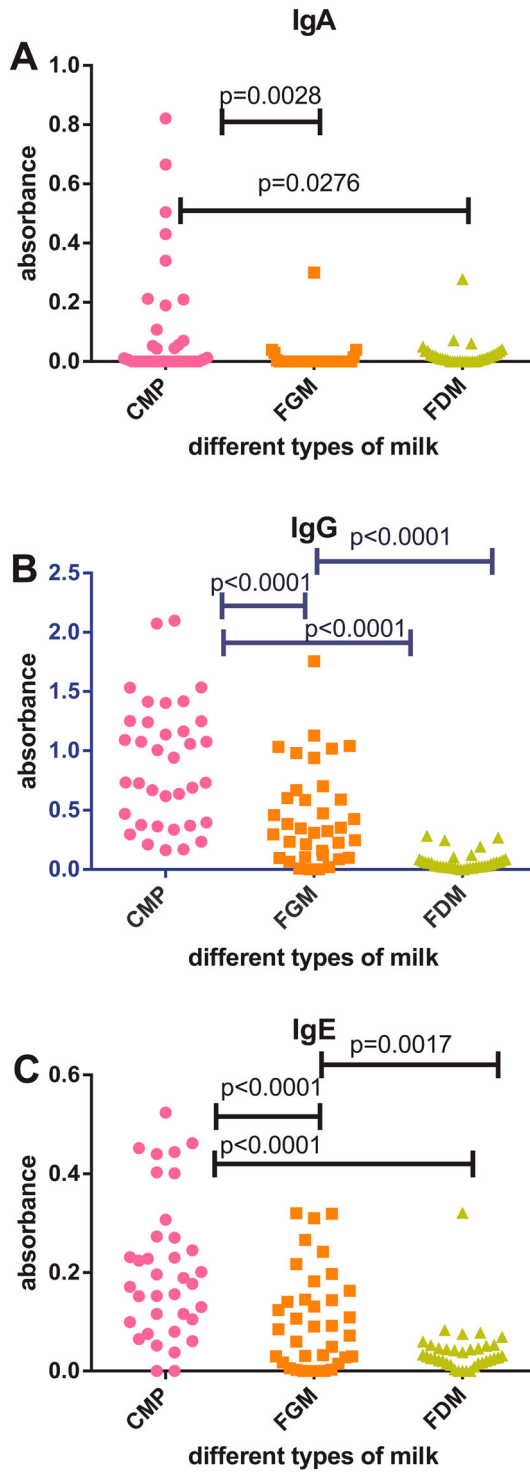 IgA
A
1.0
p=0.0028
0.8
0.6
p=0.0276
absorbance
0.4
0.2
0.0
CMP
FGM
FDM
different types of milk
IgG
B
p<0.0001
2.5
p<0.0001
p<0.0001
2.0
1.5
absorbance
1.0
0.5
0.0
CMP
FGM
FDM
different types of milk
IgE
C
p=0.0017
0.6
p<0.0001
p<0.0001
0.4
absorbance
0.2
0.0
CMP
FGM
FDM
different types of milk